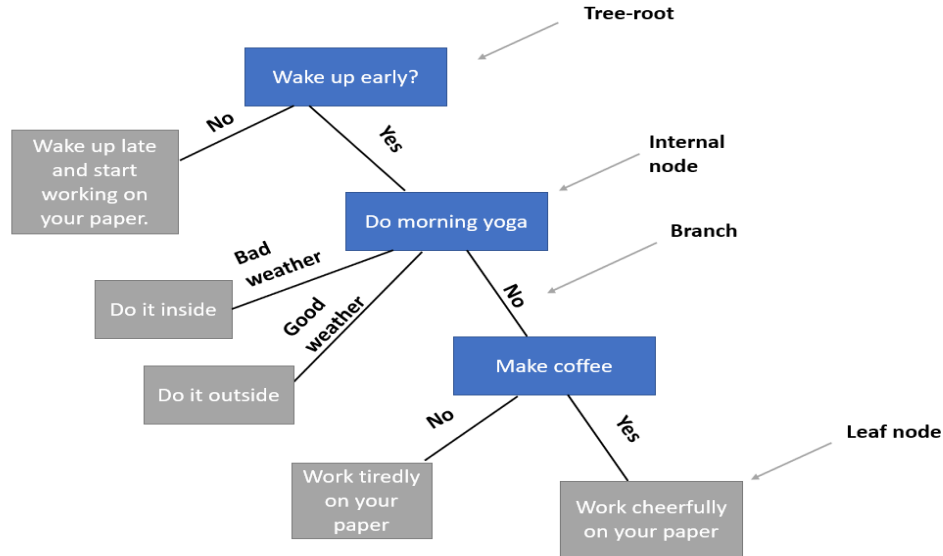 Tree-root
Wake up early?
No
Yes
Wake up late
and start
working on
your paper.
Internal
node
Do morning yoga
Branch
Bad
weather
Good
weather
No
Do it inside
Do it outside
Make coffee
No
Yes
Leaf node
Work tiredly
on your
paper
Work cheerfully
on your paper